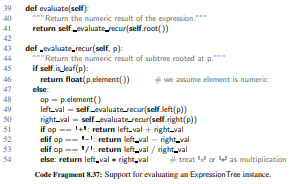 39 def evaluate(self):
40 """Return the numeric result of the expression."""
41 return self._evaluate_recur(self.root())
42
43 def _evaluate_recur(self, p):
44 """Return the numeric result of subtree rooted at p."""
45 if self.is_leaf(p):
46 return float(p.element()) # we assume element is numeric
47 else:
48 op = p.element()
49 left_val = self._evaluate_recur(self.left(p))
50 right_val = self._evaluate_recur(self.right(p))
51 if op == '+': return left_val + right_val
52 elif op == '-': return left_val − right_val
53 elif op == '/': return left_val / right_val
54 else: return left_val * right_val # treat 'x' or '*' as multiplication
Code Fragment 8.37: Support for evaluating an ExpressionTree instance.